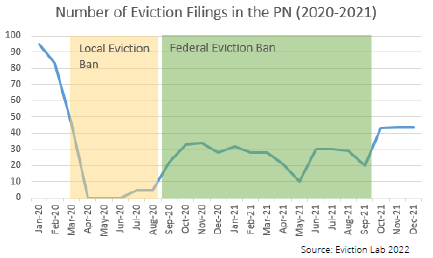 Number of Eviction Filings in the PN (2020-2021)
100
90
80
70
60
50
40
30
20
10
0
Local Eviction
Ban
Federal Eviction Ban
Jan-20
Feb-20
Mar-20
Apr-20
May-20
Jun-20
Jul-20
Aug-20
Sep-20
Oct-20
Nov-20
Dec-20
Jan-21
Feb-21
Mar-21
Apr-21
May-21
Jun-21
Jul-21
Aug-21
Sep-21
Oct-21
Nov-21
Dec-21
Source: Eviction Lab 2022